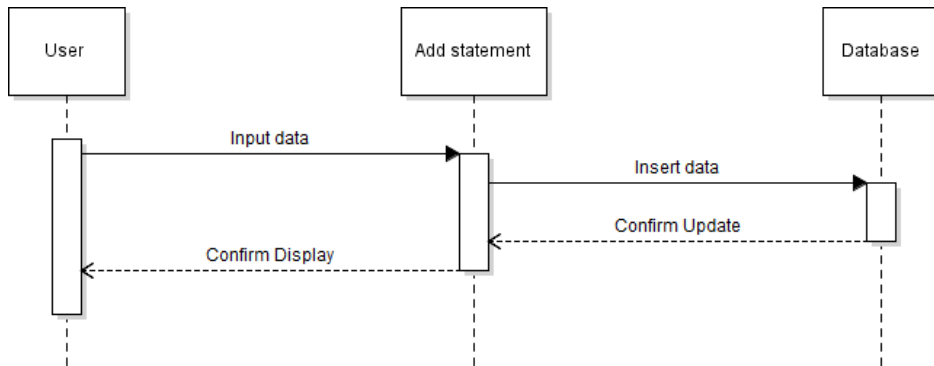 User
Add statement
Database
Input data
Insert data
Confirm Update
Confirm Display